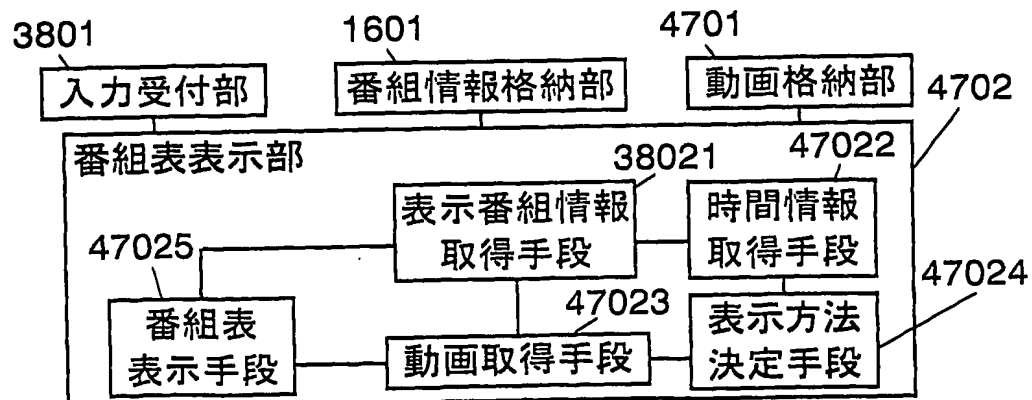 3801
1601
4701
入力受付部
番組情報格納部
動画格納部
4702
番組表表示部
38021
47022
表示番組情報
取得手段
時間情報
取得手段
47025
47023
47024
番組表
表示手段
動画取得手段
表示方法
決定手段